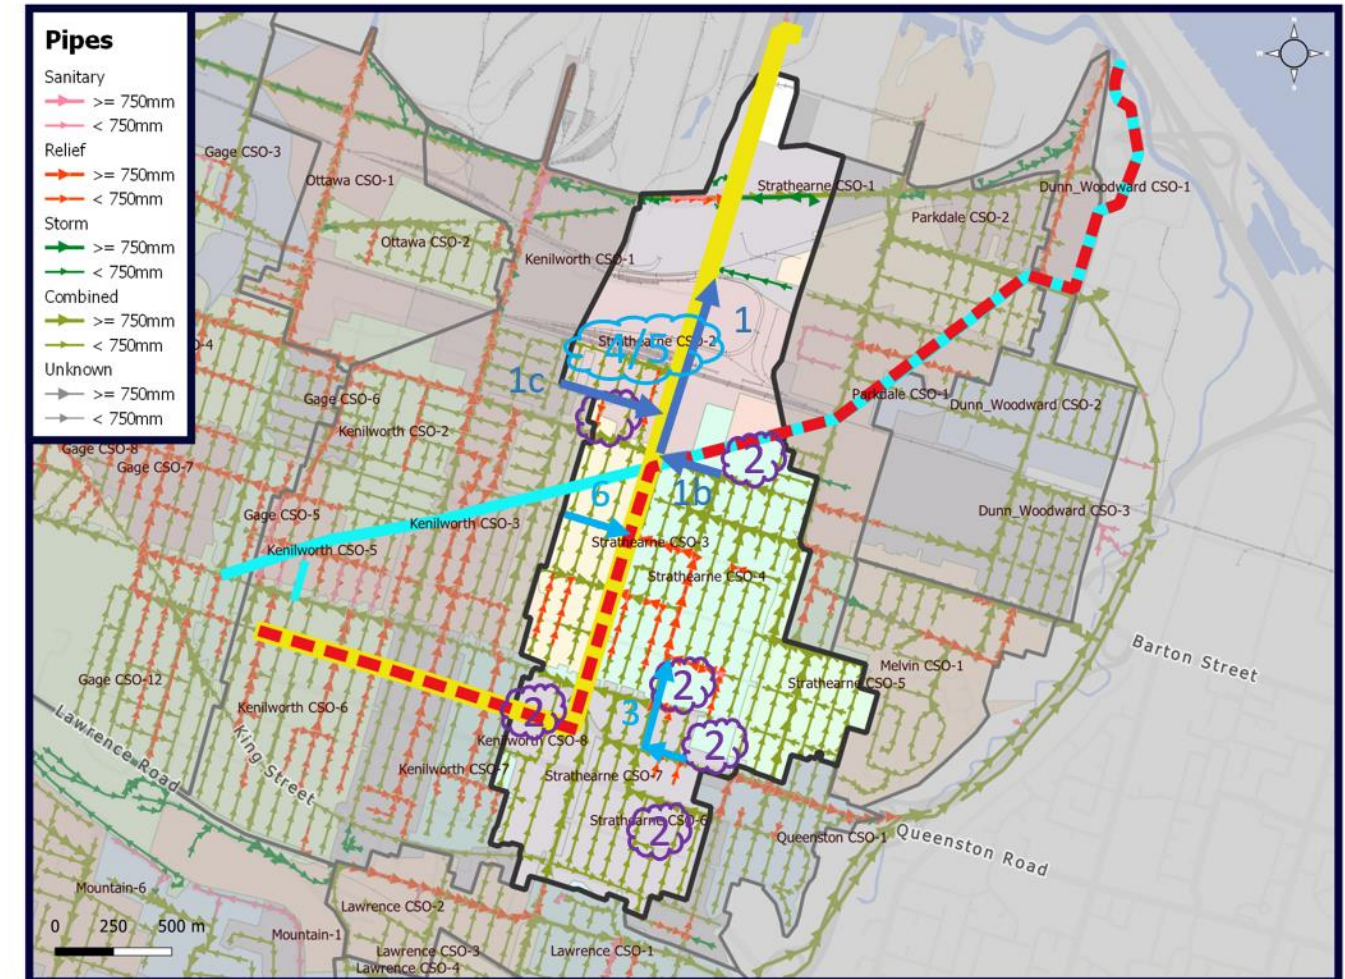 Pipes
Sanitary
>= 750mm
< 750mm
Relief
>= 750mm
< 750mm
Storm
>= 750mm
< 750mm
Combined
>= 750mm
< 750mm
Unknown
>= 750mm
< 750mm
Gage CSO-3
Ottawa CSO-1
Strathearne CSO-1
Dunn_Woodward CSO-1
Parkdale CSO-2
Ottawa CSO-2
Kenilworth CSO-1
1
4/5
1c
Parkdale CSO-1
Gage CSO-6
Dunn_Woodward CSO-2
Kenilworth CSO-2
Gage CSO-8
Gage CSO-7
2
1b
6
Gage CSO-5
Kenilworth CSO-3
Dunn_Woodward CSO-3
Kenilworth CSO-5
Strathearne CSO-3
Strathearne CSO-4
Barton Street
Melvin CSO-1
Gage CSO-12
2
Strathearne CSO-5
Kenilworth CSO-6
2
3
Lawrence Road
King Street
Kenilworth CSO-8
2
Kenilworth CSO-7
Strathearne CSO-7
Strathearne CSO-6
2
Queenston CSO-1
Queenston Road
Mountain-6
Lawrence CSO-2
0 250 500 m
Mountain-1
Lawrence CSO-3
Lawrence CSO-1
Lawrence CSO-4